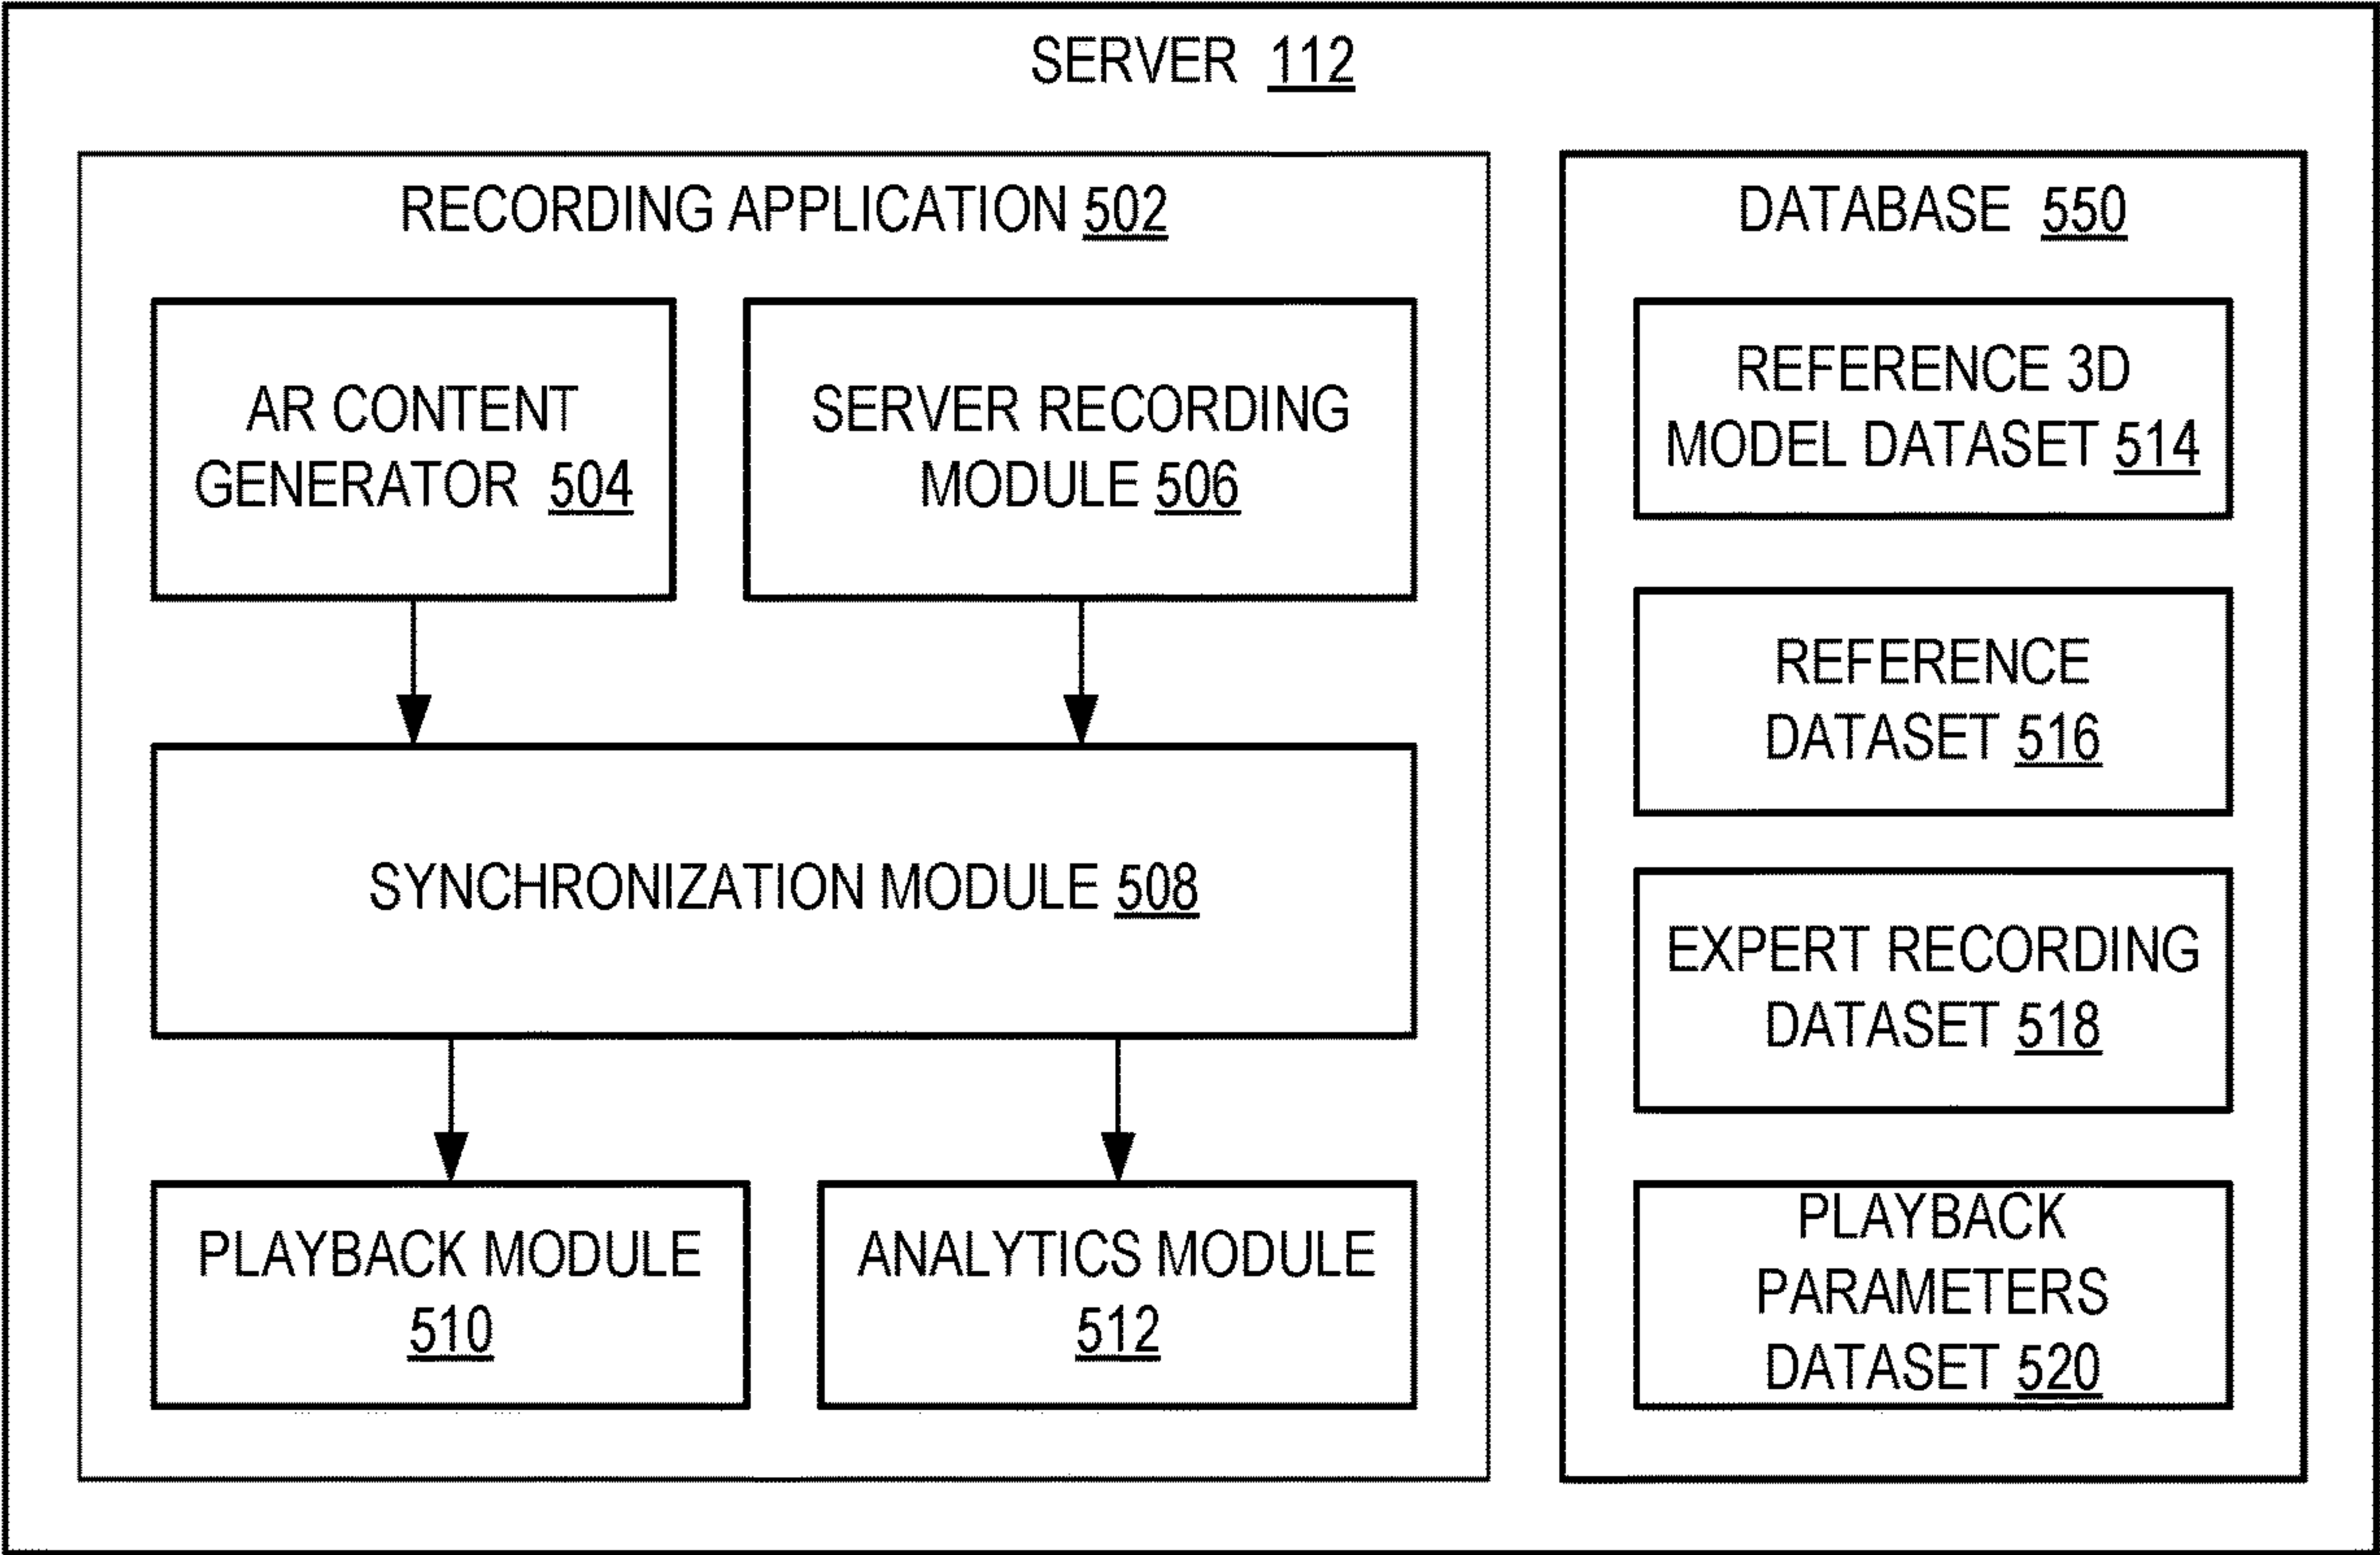 SERVER 112
RECORDING APPLICATION 502
AR CONTENT
GENERATOR 504
SERVER RECORDING
MODULE 506
SYNCHRONIZATION MODULE 508
PLAYBACK MODULE
510
ANALYTICS MODULE
512
DATABASE 550
REFERENCE 3D
MODEL DATASET 514
REFERENCE
DATASET 516
EXPERT RECORDING
DATASET 518
PLAYBACK
PARAMETERS
DATASET 520